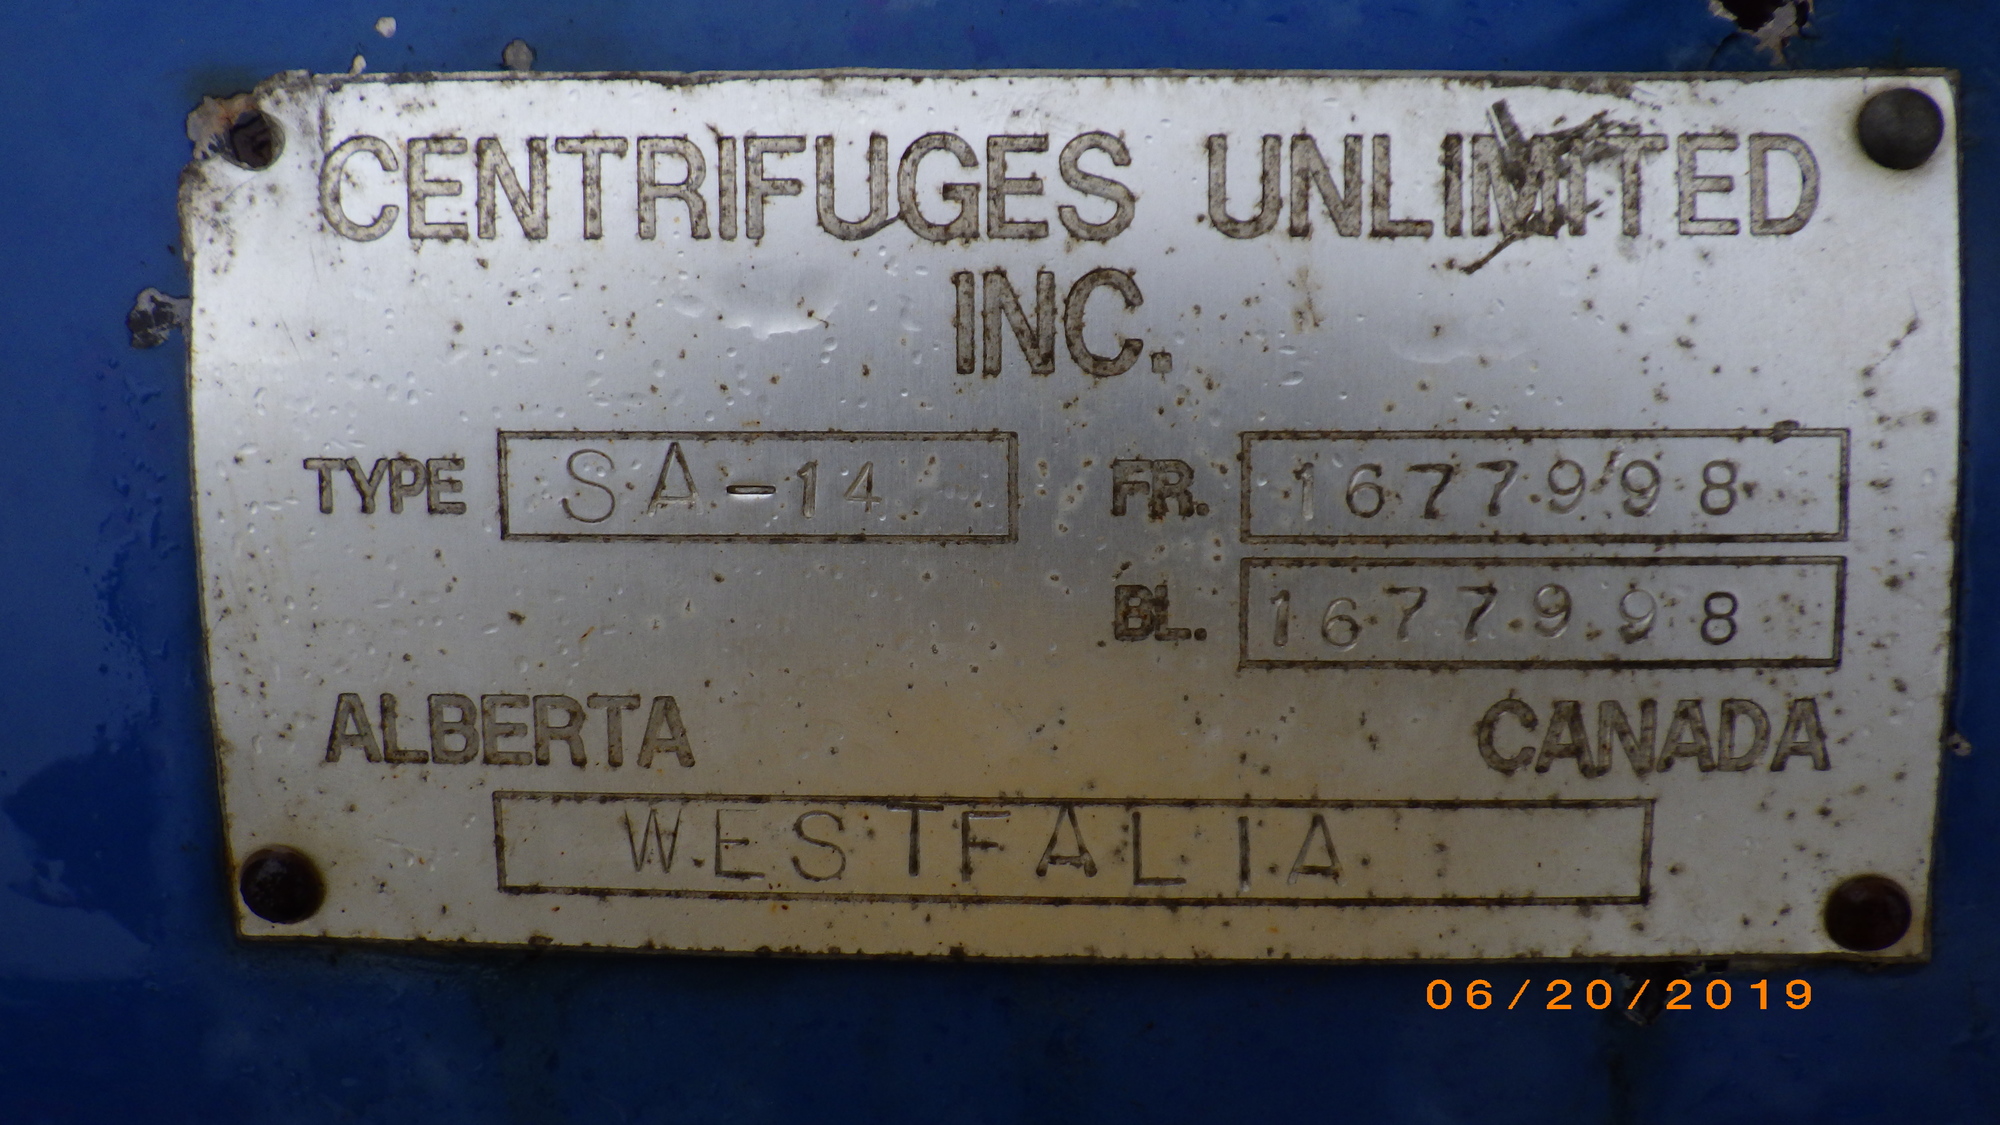 CENTRIFUGES UNLIMITED
INC.
TYPE SA-14 FR. 1677998
BL. 1677998
ALBERTA CANADA
WESTFALIA
06/20/2019